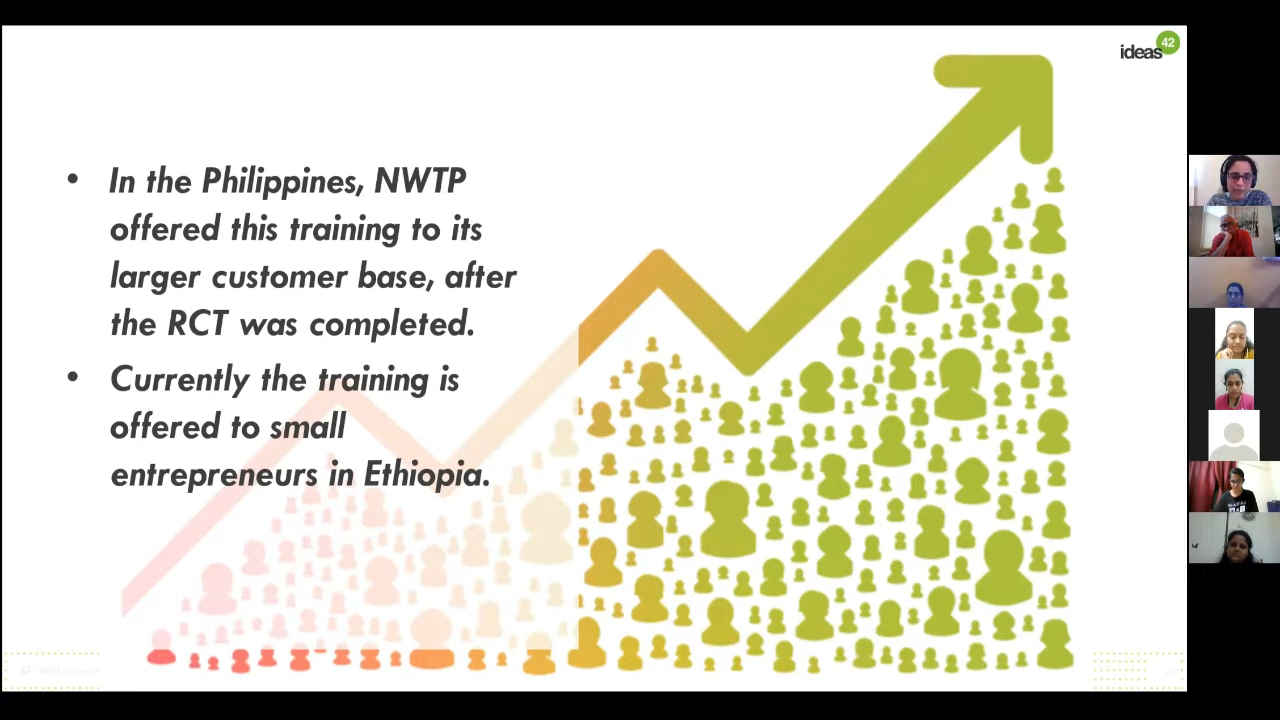 ideas
42
• In the Philippines, NWTP
offered this training to its
larger customer base, after
the RCT was completed.
• Currently the training is
offered to small
entrepreneurs in Ethiopia.